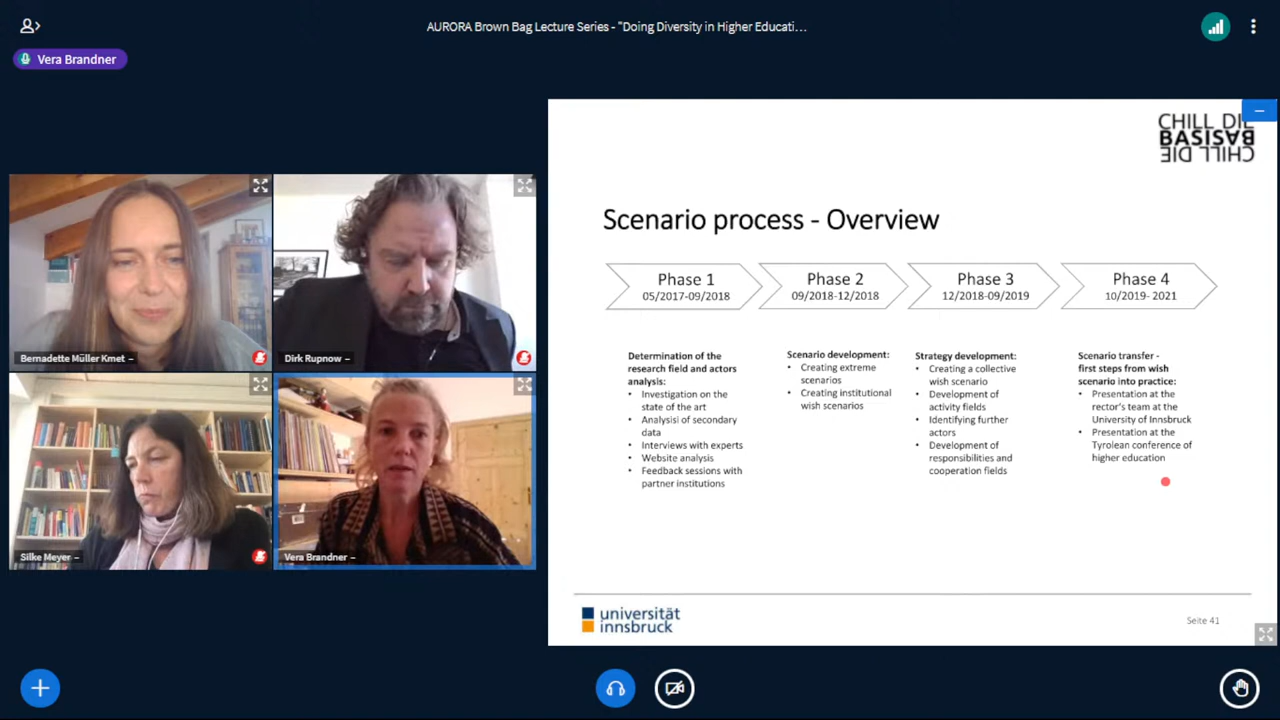 AURORA Brown Bag Lecture Series - "Doing Diversity in Higher Educati...
Vera Brandner
Bernadette Müller Kmet –
Dirk Rupnow –
Silke Meyer –
Vera Brandner –
CHILL DIE
BASIS
CHILL DIE
Scenario process - Overview
Phase 1
05/2017-09/2018
Phase 2
09/2018-12/2018
Phase 3
12/2018-09/2019
Phase 4
10/2019- 2021
Determination of the
research field and actors
analysis:
• Investigation on the
state of the art
• Analysisl of secondary
data
• Interviews with experts
• Website analysis
• Feedback sessions with
partner institutions
Scenario development:
• Creating extreme
scenarios
• Creating institutional
wish scenarios
Strategy development:
• Creating a collective
wish scenario
• Development of
activity fields
• Identifying further
actors
• Development of
responsibilities and
cooperation fields
Scenario transfer -
first steps from wish
scenario into practice:
• Presentation at the
rector's team at the
University of Innsbruck
• Presentation at the
Tyrolean conference of
higher education
universität
innsbruck
Seite 41